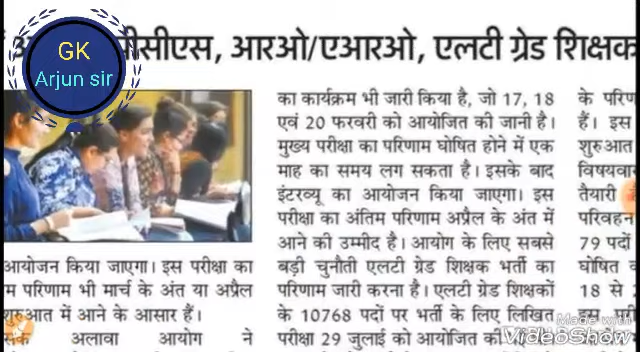 GK
Arjun sir
पीसीएस, आरओ/एआरओ, एलटी ग्रेड शिक्षक
आयोजन किया जाएगा। इस परीक्षा का
म परिणाम भी मार्च के अंत या अप्रैल
शुरुआत में आने के आसार हैं।
अलावा आयोग ने
का कार्यक्रम भी जारी किया है, जो 17, 18
एवं 20 फरवरी को आयोजित की जानी है।
मुख्य परीक्षा का परिणाम घोषित होने में एक
माह का समय लग सकता है। इसके बाद
इंटरव्यू का आयोजन किया जाएगा। इस
परीक्षा का अंतिम परिणाम अप्रैल के अंत में
आने की उम्मीद है। आयोग के लिए सबसे
बड़ी चुनौती एलटी ग्रेड शिक्षक भर्ती का
परिणाम जारी करना है। एलटी ग्रेड शिक्षकों
के 10768 पदों पर भर्ती के लिए लिखित
परीक्षा 29 जुलाई को आयोजित की
के परिण
हैं। इस
शुरुआत
विषयवा
तैयारी
परिवहन
79 पदों
घोषित
18 से
Made with
VideoShow